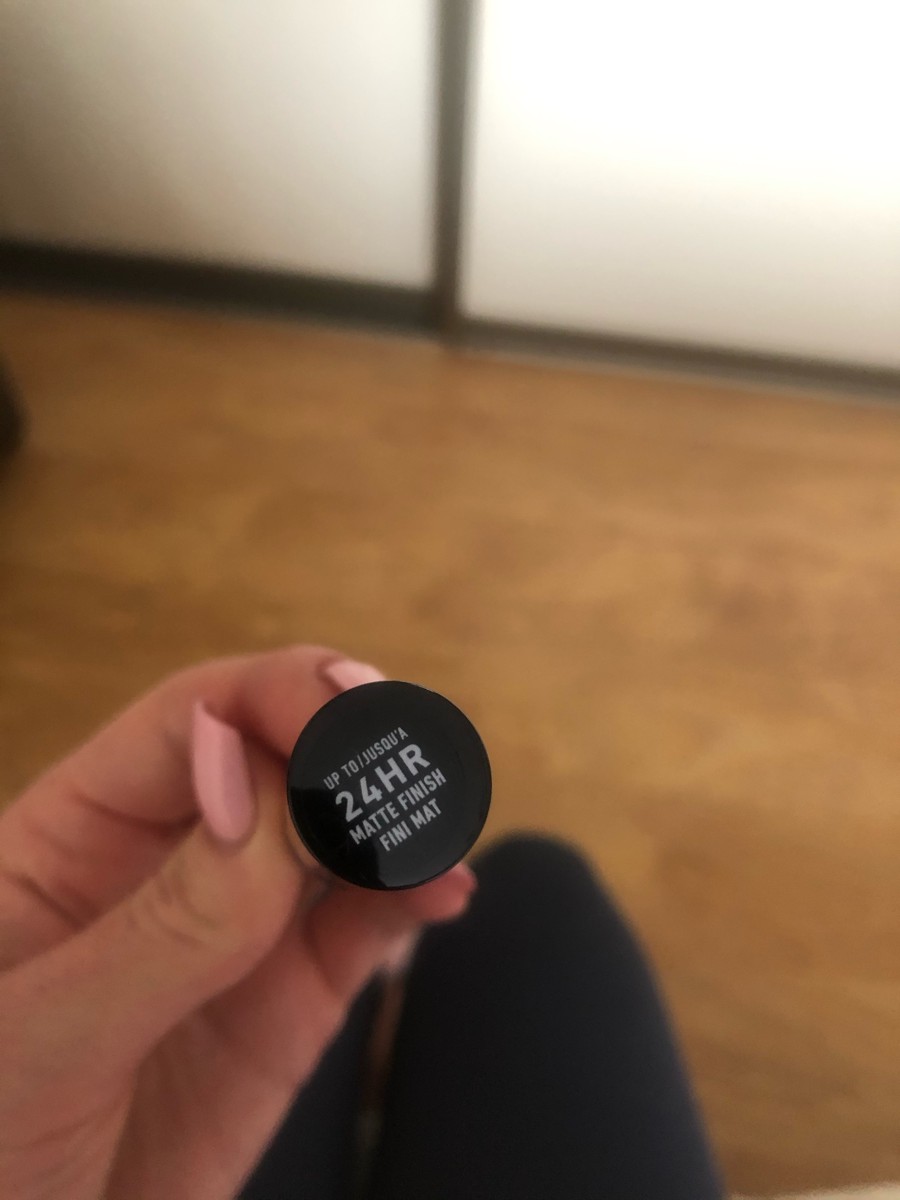 UP TO/JUSQU'A
24HR
MATTE FINISH
FINI MAT